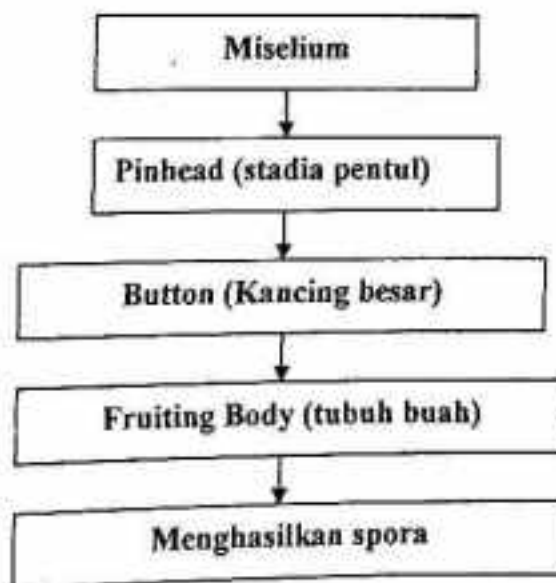 Miselium
Pinhead (stadia pentul)
Button (Kancing besar)
Fruiting Body (tubuh buah)
Menghasilkan spora